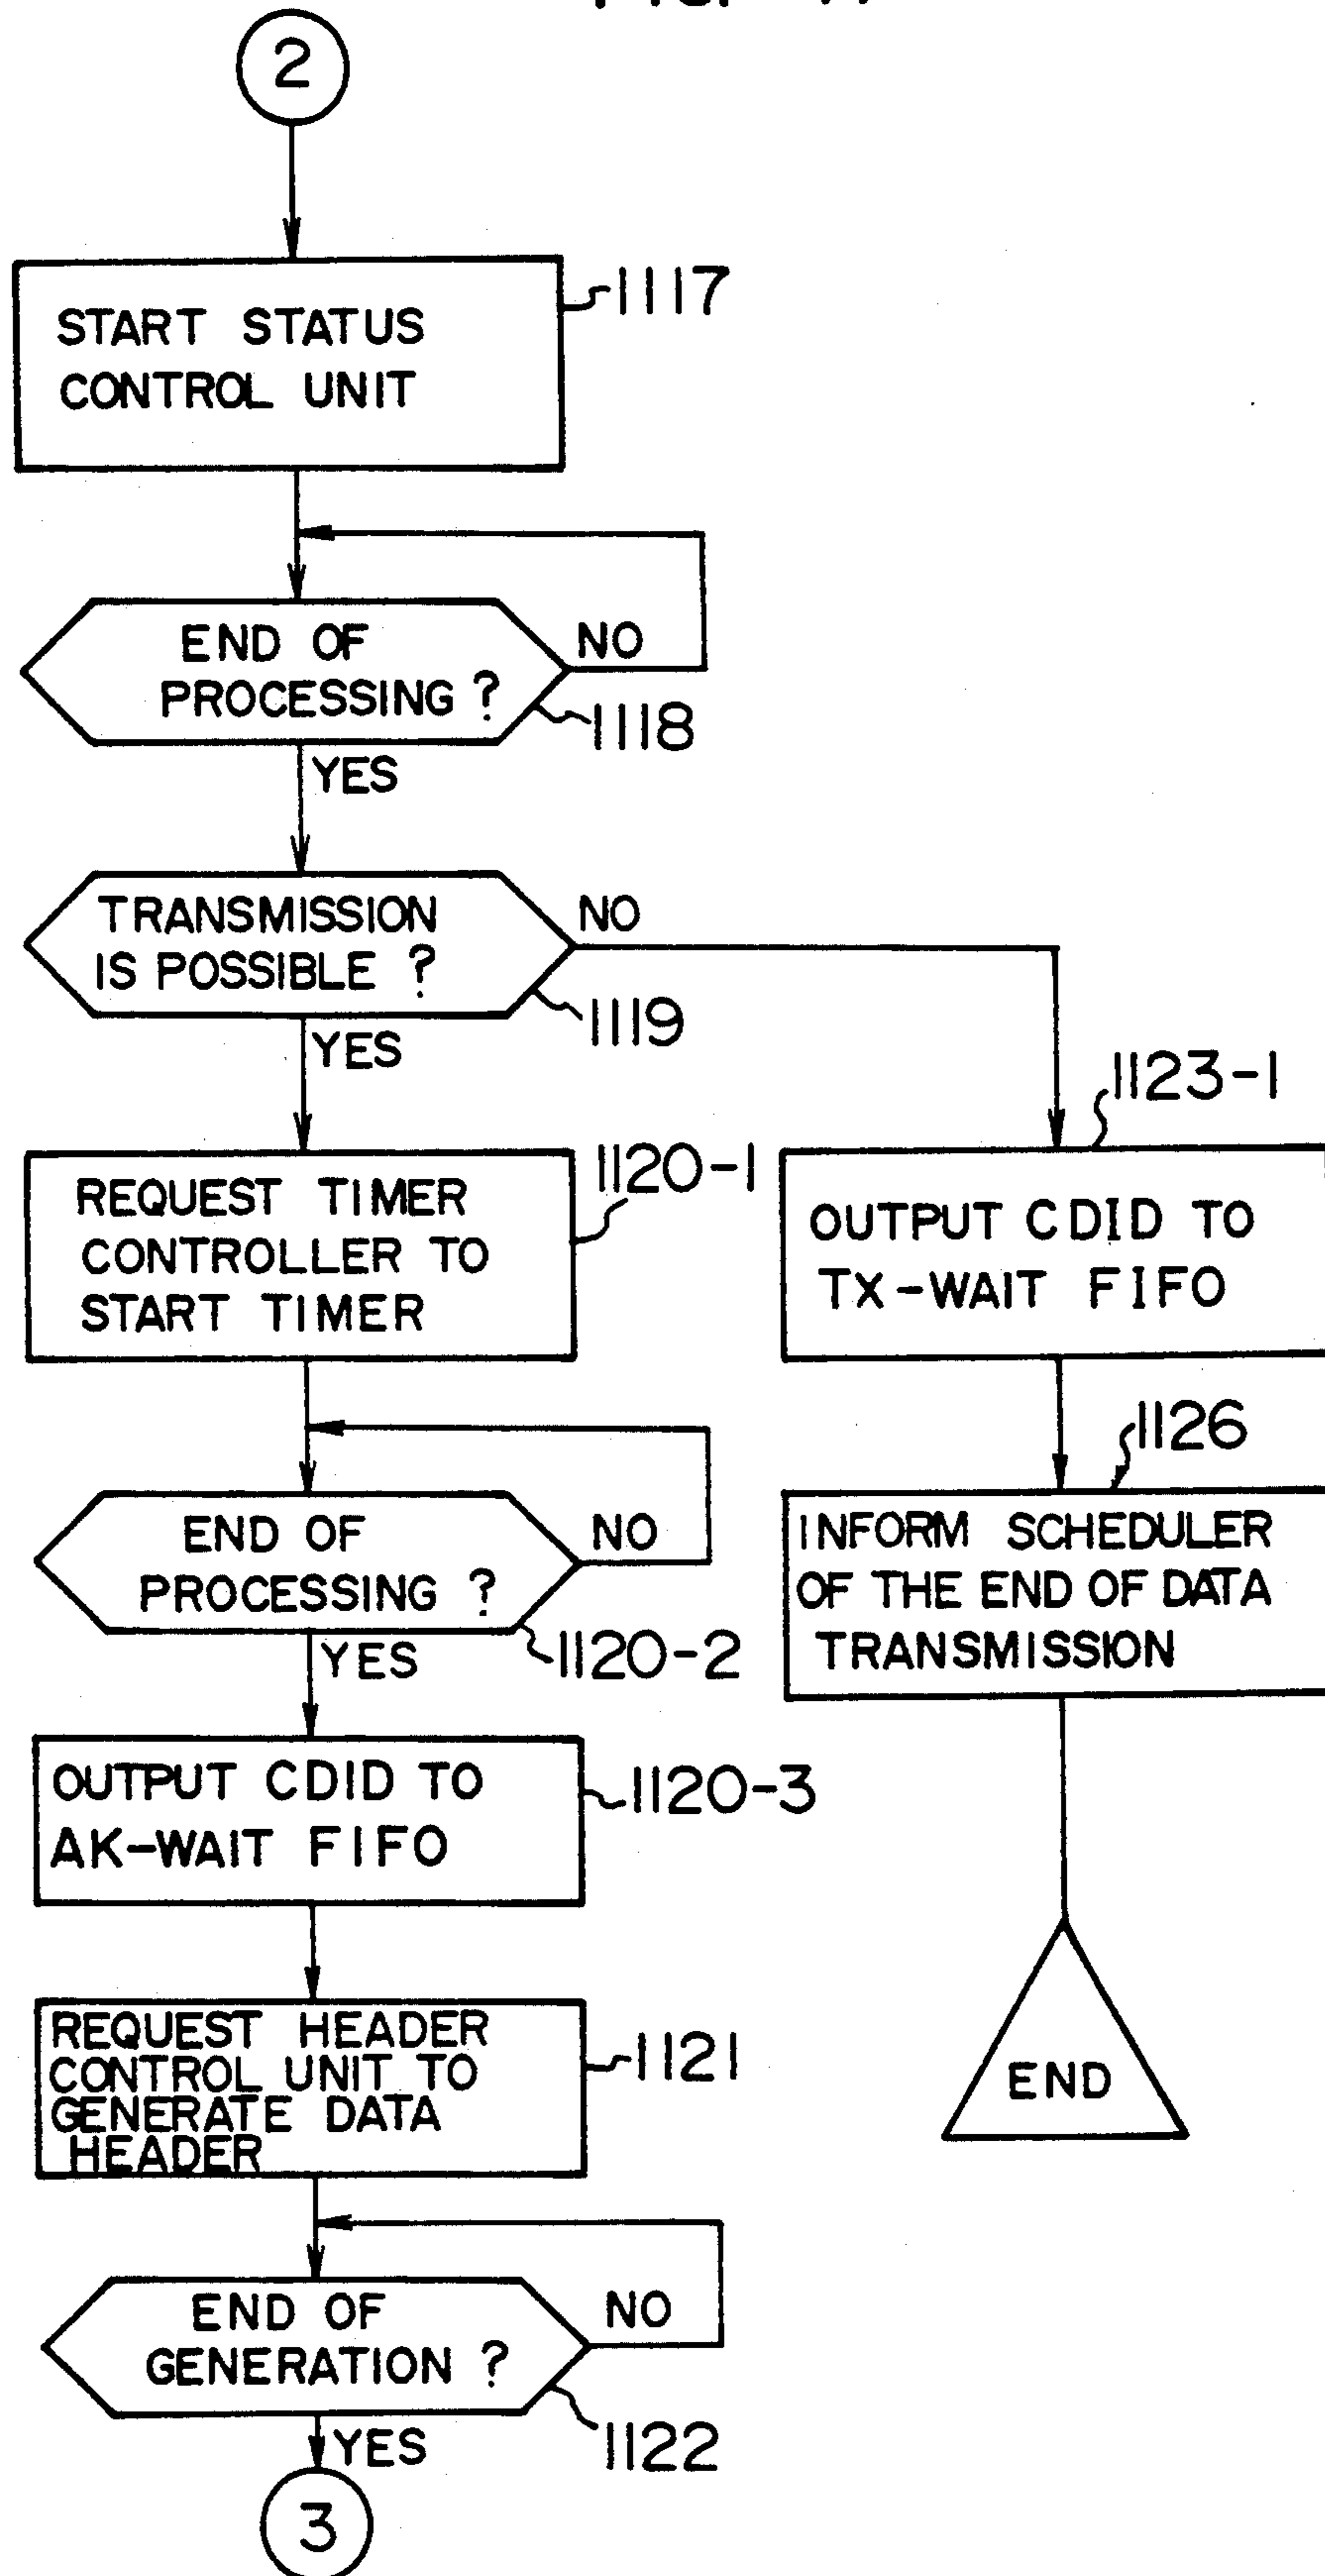 2
START STATUS
CONTROL UNIT
1117
END OF
PROCESSING ?
NO
1118
YES
TRANSMISSION
IS POSSIBLE ?
NO
1119
YES
1123-1
REQUEST TIMER
CONTROLLER TO
START TIMER
1120-1
OUTPUT CDID TO
TX-WAIT FIFO
1126
END OF
PROCESSING ?
NO
1120-2
YES
INFORM SCHEDULER
OF THE END OF DATA
TRANSMISSION
OUTPUT CDID TO
AK-WAIT FIFO
1120-3
REQUEST HEADER
CONTROL UNIT TO
GENERATE DATA
HEADER
1121
END
END OF
GENERATION ?
NO
1122
YES
3